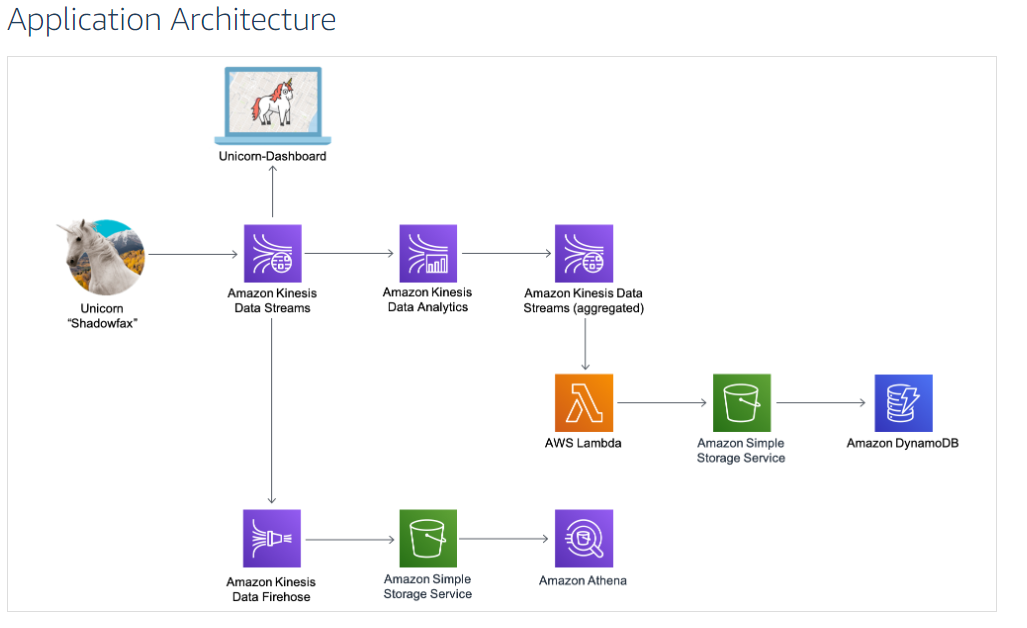 Application Architecture
Unicorn-Dashboard
Unicorn
“Shadowfax”
Amazon Kinesis
Data Streams
Amazon Kinesis
Data Analytics
Amazon Kinesis Data
Streams (aggregated)
AWS Lambda
Amazon Simple
Storage Service
Amazon DynamoDB
Amazon Kinesis
Data Firehose
Amazon Simple
Storage Service
Amazon Athena